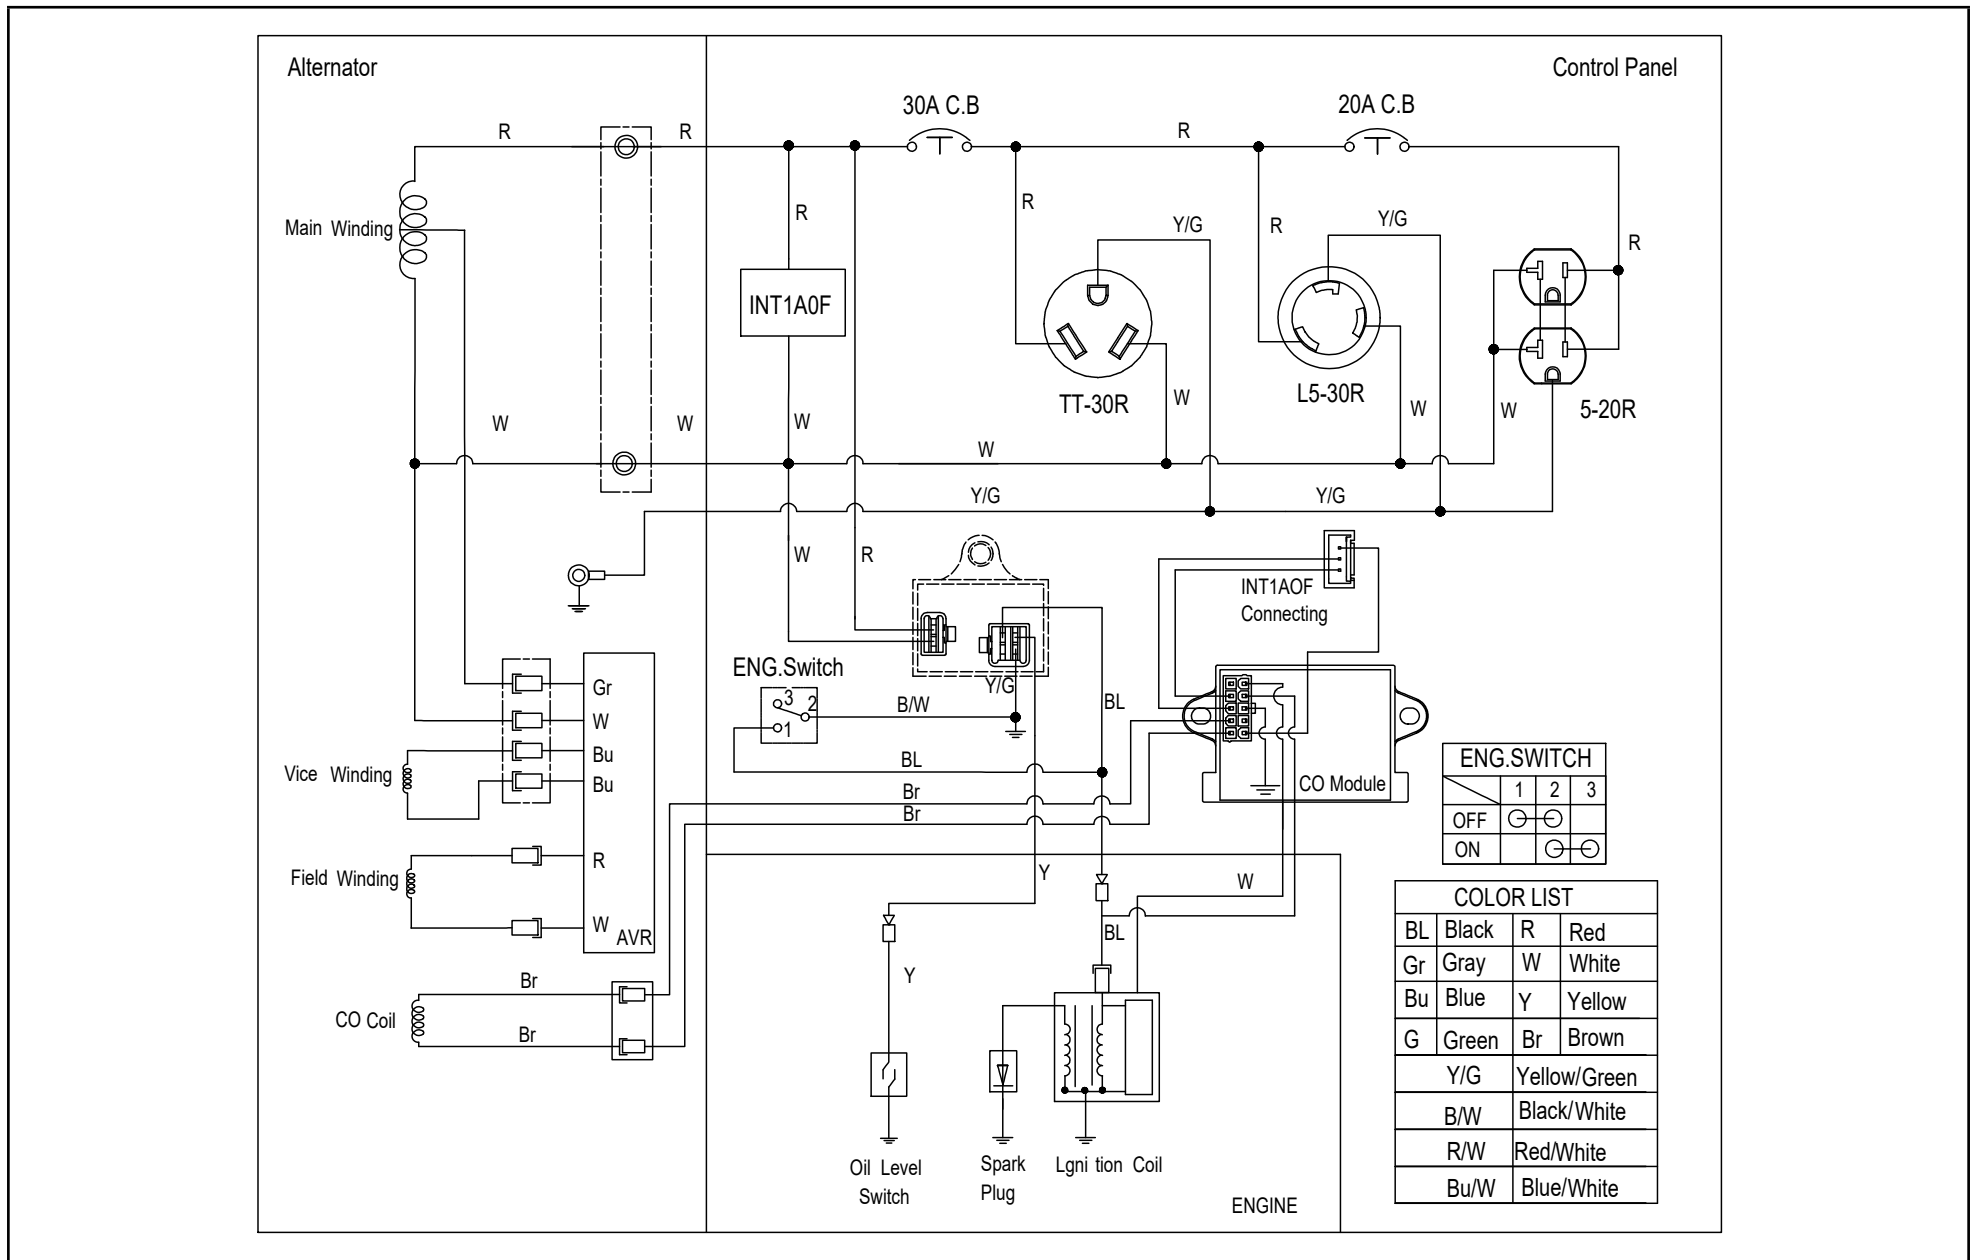 Alternator
Control Panel
30A C.B
20A C.B
R
R
R
R
R
Y/G
R
Y/G
R
Main Winding
INT1A0F
TT-30R
L5-30R
5-20R
W
W
W
W
W
W
W
Y/G
Y/G
W
R
INT1AOF
Connecting
ENG.Switch
3
2
1
Y/G
B/W
BL
BL
Gr
W
Bu
Bu
R
W
AVR
Vice Winding
Field Winding
Br
Br
CO Module
Y
W
BL
Y
Br
Br
CO Coil
Oil Level
Switch
Spark
Plug
Lgni tion Coil
ENGINE
ENG.SWITCH
1 2 3
OFF
ON
COLOR LIST
BL Black R Red
Gr Gray W White
Bu Blue Y Yellow
G Green Br Brown
Y/G Yellow/Green
B/W Black/White
R/W Red/White
Bu/W Blue/White